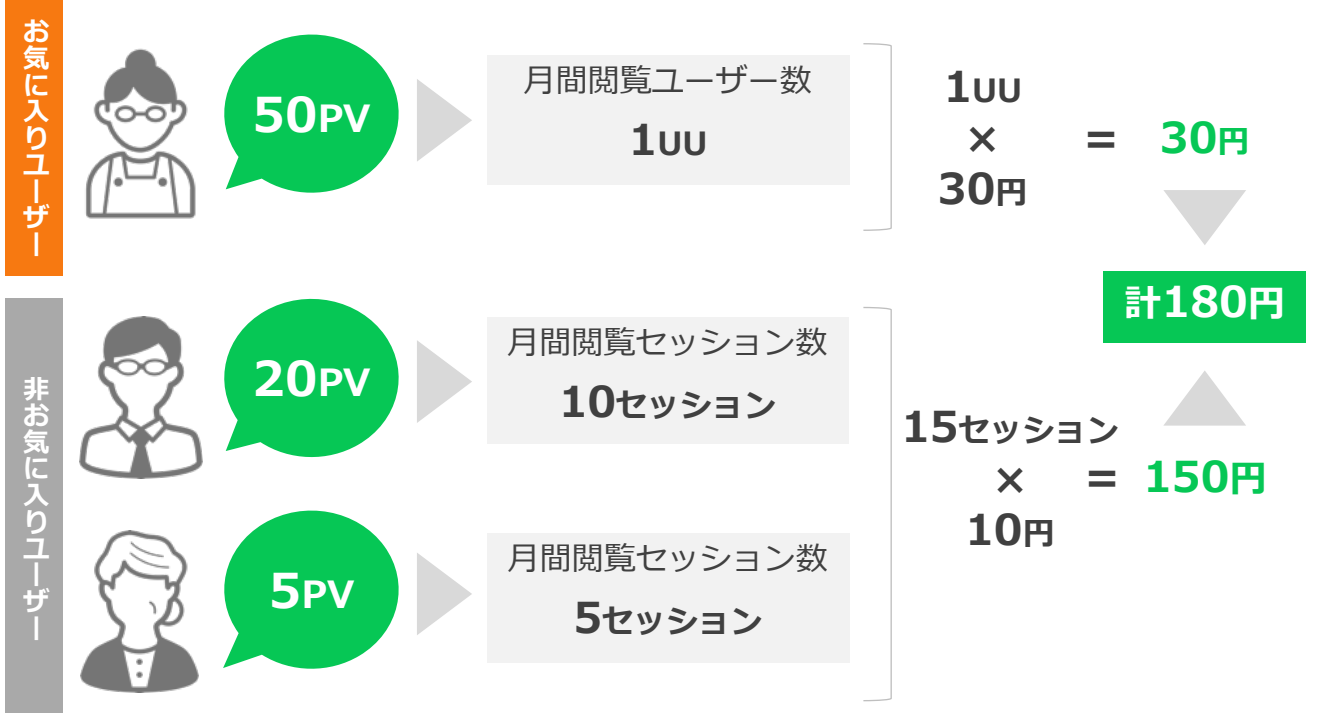 お気に入りユーザー
50PV
月間閲覧ユーザー数
1UU
1UU
×
30円
=
30円
計180円
非お気に入りユーザー
20PV
月間閲覧セッション数
10セッション
5PV
月間閲覧セッション数
5セッション
15セッション
×
10円
=
150円